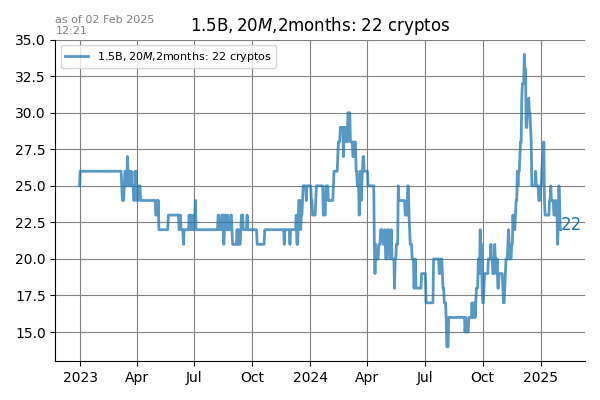 as of 02 Feb 2025
12:21
1.5B, 20M,2months: 22 cryptos
1.5B, 20M,2months: 22 cryptos
35.0
32.5
30.0
27.5
25.0
22.5
20.0
17.5
15.0
22
2023 Apr Jul Oct 2024 Apr Jul Oct 2025